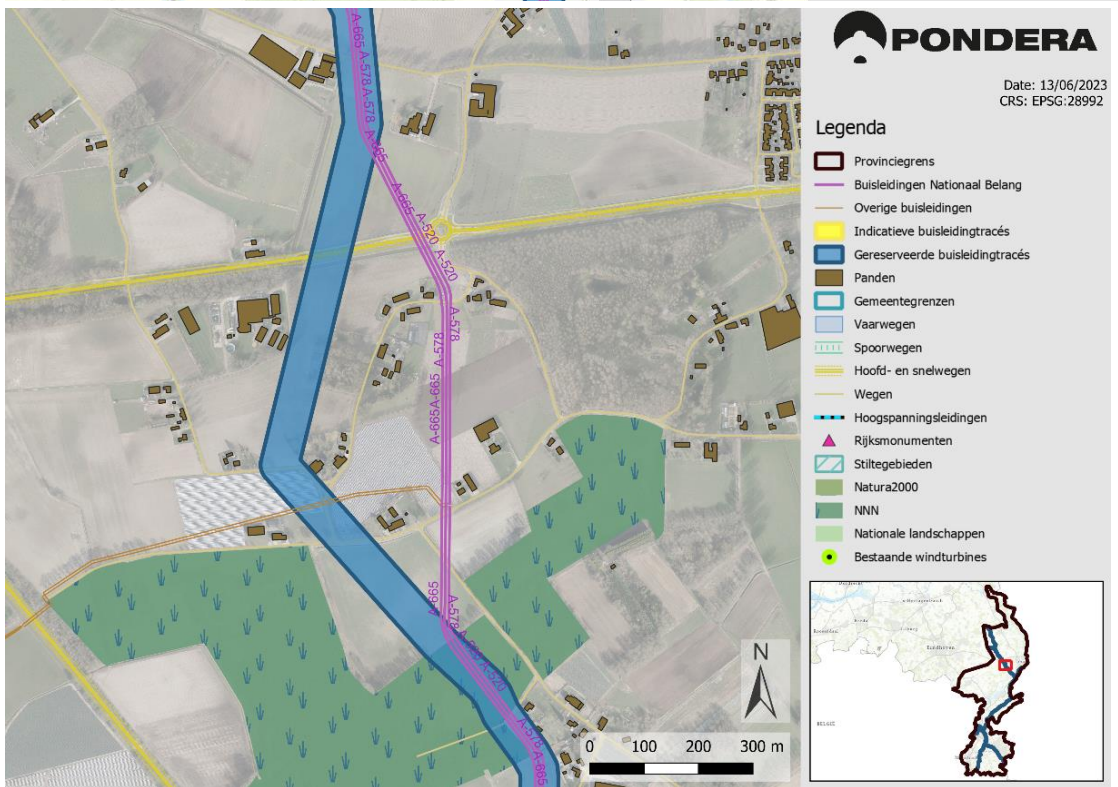 PONDERA
Date: 13/06/2023
CRS: EPSG:28992
Legenda
Provinciegrens
Buisleidingen Nationaal Belang
Overige buisleidingen
Indicatieve buisleidingtracés
Gereserveerde buisleidingtracés
Panden
Gemeentegrenzen
Vaarwegen
Spoorwegen
Hoofd- en snelwegen
Wegen
Hoogspanningsleidingen
Rijksmonumenten
Stiltegebieden
Natura2000
NNN
Nationale landschappen
Bestaande windturbines
A-665
A-578
A-578
A-665
A-665
A-520
A-520
A-578
A-578
A-665
A-665
A-665
A-578
A-520
A-578
A-665
N
0 100 200 300 m